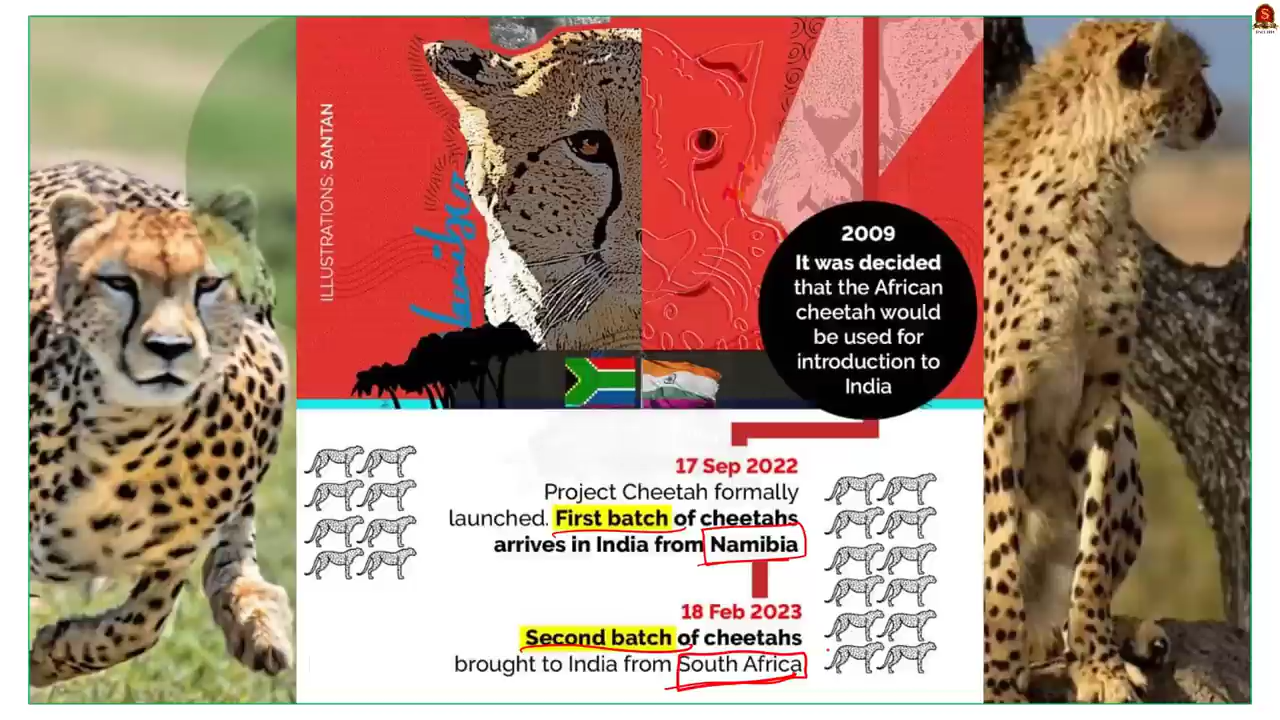 ILLUSTRATIONS: SANTAN
2009
It was decided
that the African
cheetah would
be used for
introduction to
India
17 Sep 2022
Project Cheetah formally
launched. First batch of cheetahs
arrives in India from Namibia
18 Feb 2023
Second batch of cheetahs
brought to India from South Africa